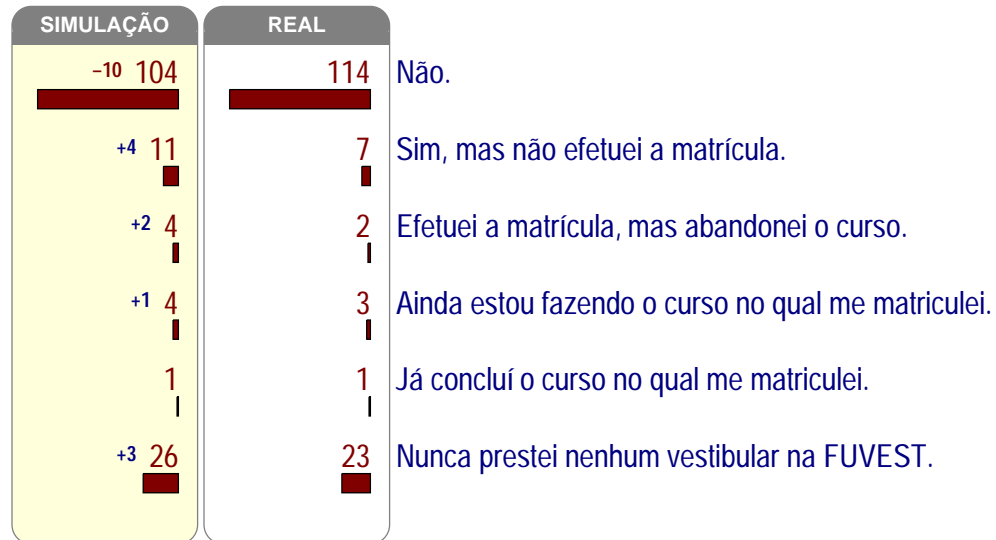 SIMULAÇÃO REAL
−10 104 114 Não.
+4 11 7 Sim, mas não efetuei a matrícula.
+2 4 2 Efetuei a matrícula, mas abandonei o curso.
+1 4 3 Ainda estou fazendo o curso no qual me matriculei.
1 1 Já concluí o curso no qual me matriculei.
+3 26 23 Nunca prestei nenhum vestibular na FUVEST.